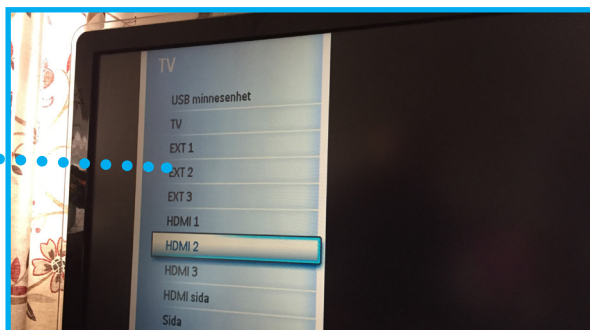 TV
USB minnesenhet
TV
EXT 1
EXT 2
EXT 3
HDMI 1
HDMI 2
HDMI 3
HDMI sida
Sida